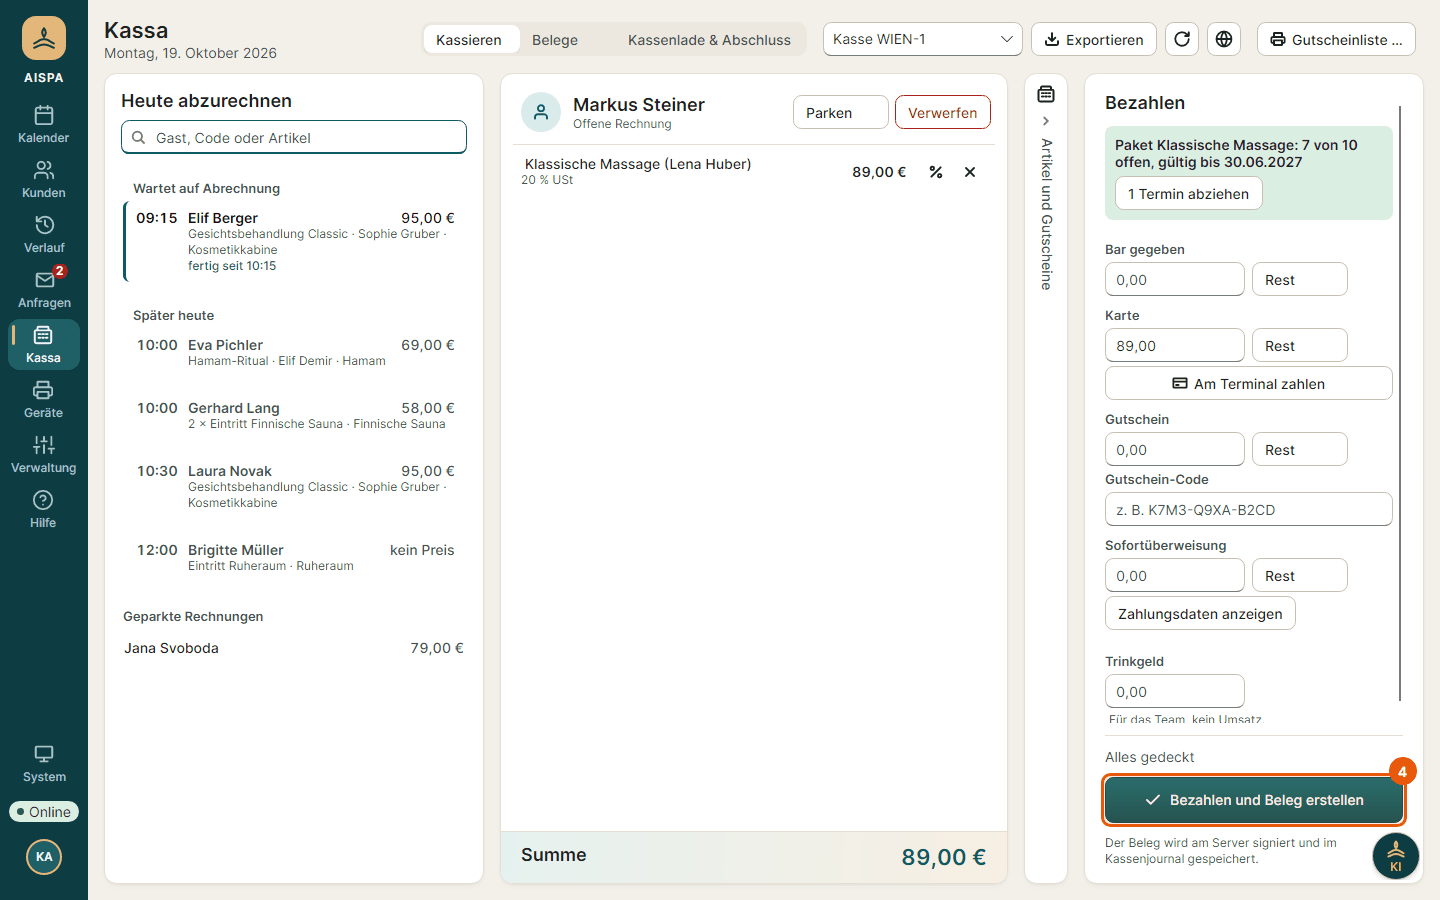 AISPA
Kalender
Kunden
Verlauf
2
Anfragen
Kassa
Geräte
Verwaltung
Hilfe
System
Online
KA
Kassa
Montag, 19. Oktober 2026
Kassieren
Belege
Kassenlade & Abschluss
Kasse WIEN-1
Exportieren
Gutscheinliste ...
Heute abzurechnen
Gast, Code oder Artikel
Wartet auf Abrechnung
09:15 Elif Berger 95,00 €
Gesichtsbehandlung Classic · Sophie Gruber ·
Kosmetikkabine
fertig seit 10:15
Später heute
10:00 Eva Pichler 69,00 €
Hamam-Ritual · Elif Demir · Hamam
10:00 Gerhard Lang 58,00 €
2 × Eintritt Finnische Sauna · Finnische Sauna
10:30 Laura Novak 95,00 €
Gesichtsbehandlung Classic · Sophie Gruber ·
Kosmetikkabine
12:00 Brigitte Müller kein Preis
Eintritt Ruheraum · Ruheraum
Geparkte Rechnungen
Jana Svoboda 79,00 €
Markus Steiner
Offene Rechnung
Parken
Verwerfen
Klassische Massage (Lena Huber)
20 % USt
89,00 €
Summe 89,00 €
Artikel und Gutscheine
Bezahlen
Paket Klassische Massage: 7 von 10
offen, gültig bis 30.06.2027
1 Termin abziehen
Bar gegeben
0,00 Rest
Karte
89,00 Rest
Am Terminal zahlen
Gutschein
0,00 Rest
Gutschein-Code
z. B. K7M3-Q9XA-B2CD
Sofortüberweisung
0,00 Rest
Zahlungsdaten anzeigen
Trinkgeld
0,00
Für das Team, kein Umsatz.
Alles gedeckt
4
Bezahlen und Beleg erstellen
Der Beleg wird am Server signiert und im
Kassenjournal gespeichert.
KI